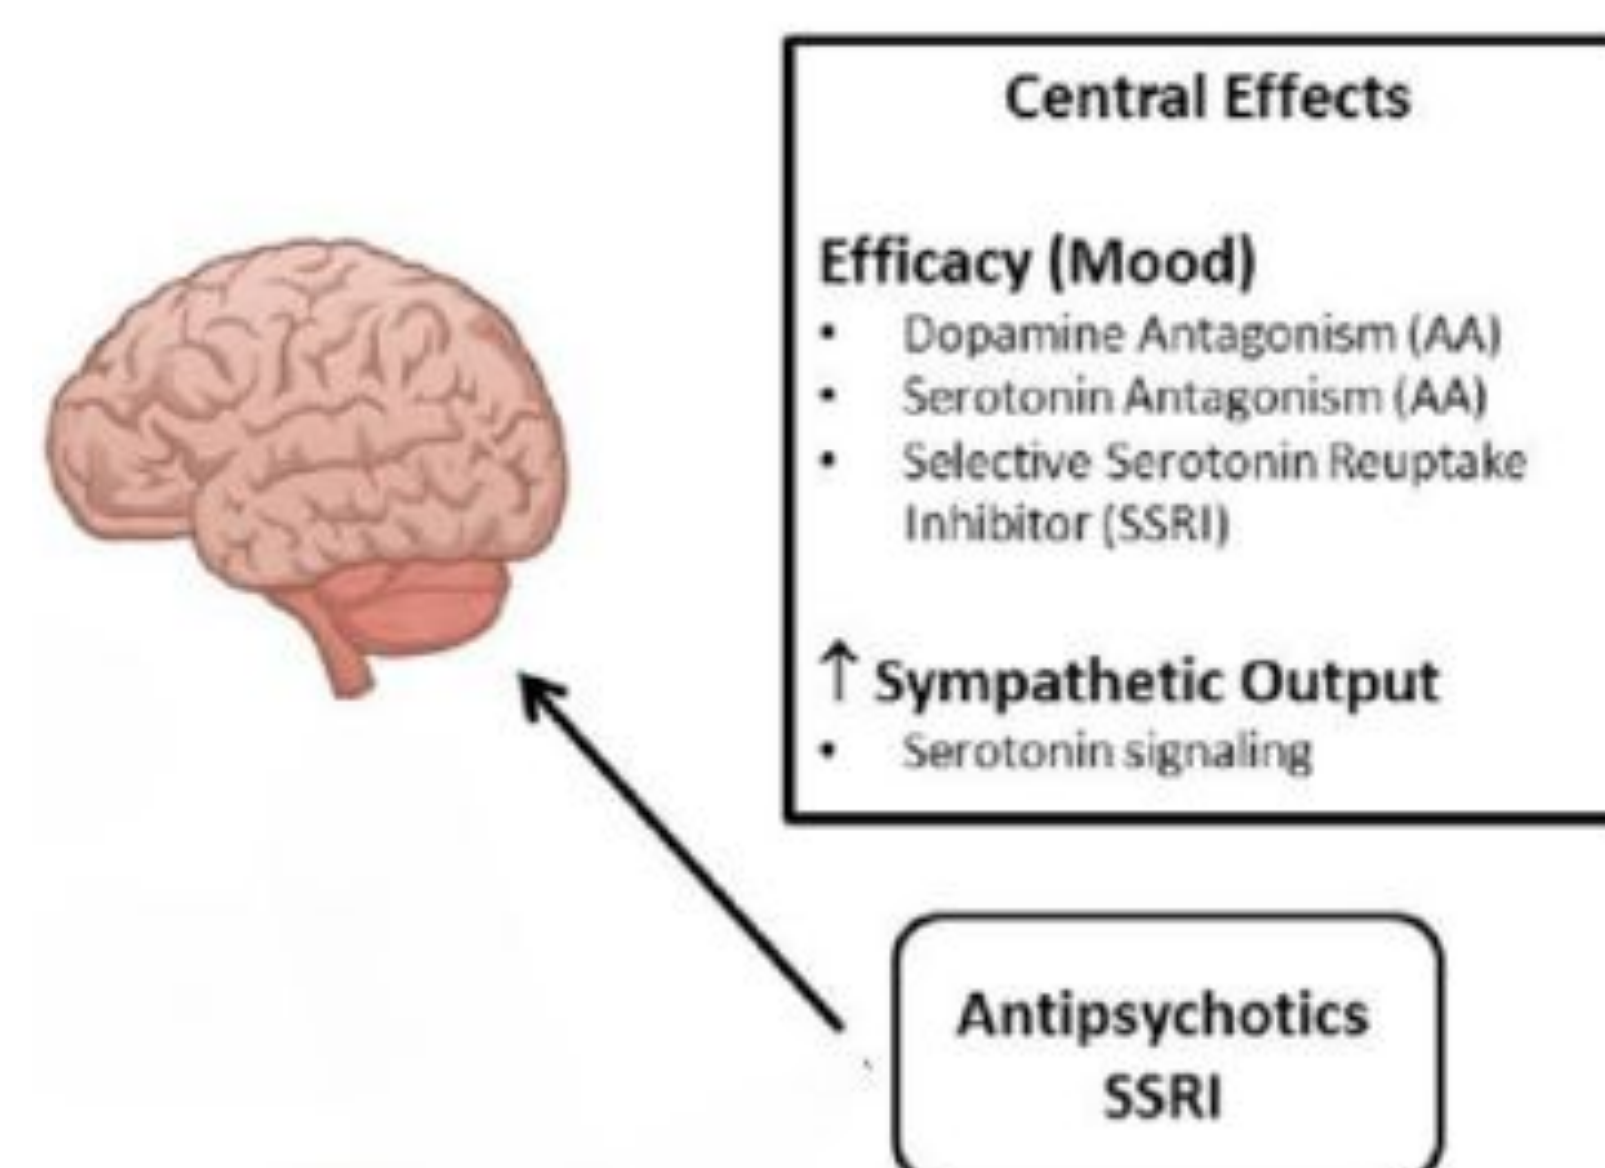 Central Effects
Efficacy (Mood)
• Dopamine Antagonism (AA)
• Serotonin Antagonism (AA)
• Selective Serotonin Reuptake
Inhibitor (SSRI)
↑ Sympathetic Output
• Serotonin signaling
Antipsychotics
SSRI